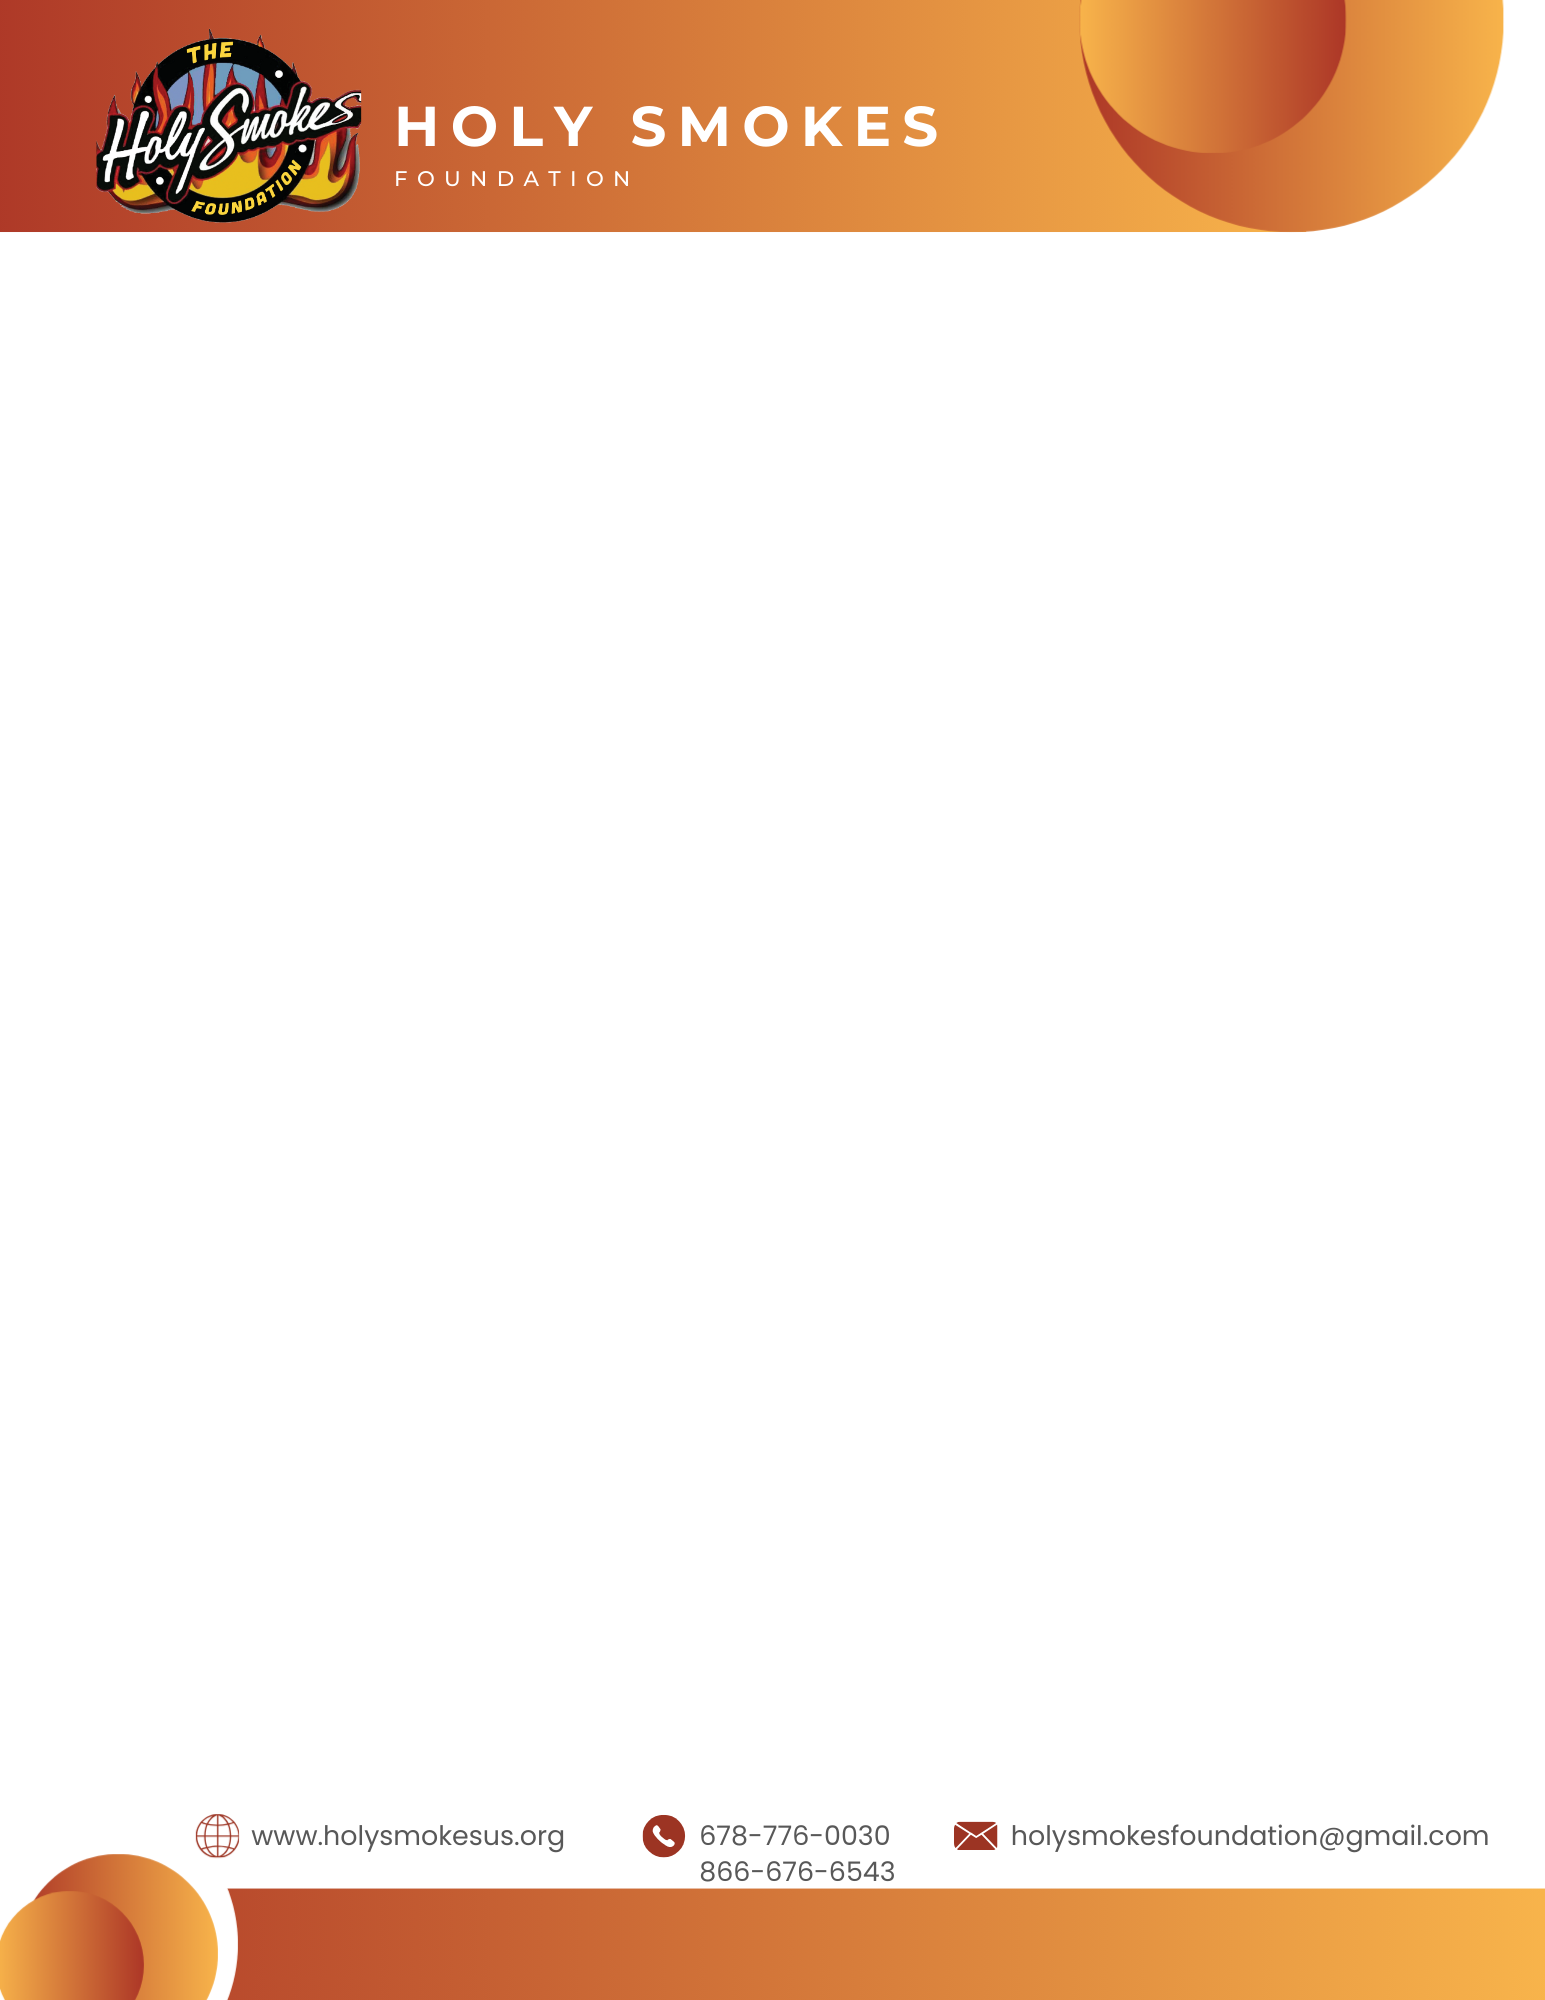 THE
Holy Smokes
FOUNDATION
HOLY SMOKES
FOUNDATION
www.holysmokesus.org
678-776-0030
866-676-6543
holysmokesfoundation@gmail.com